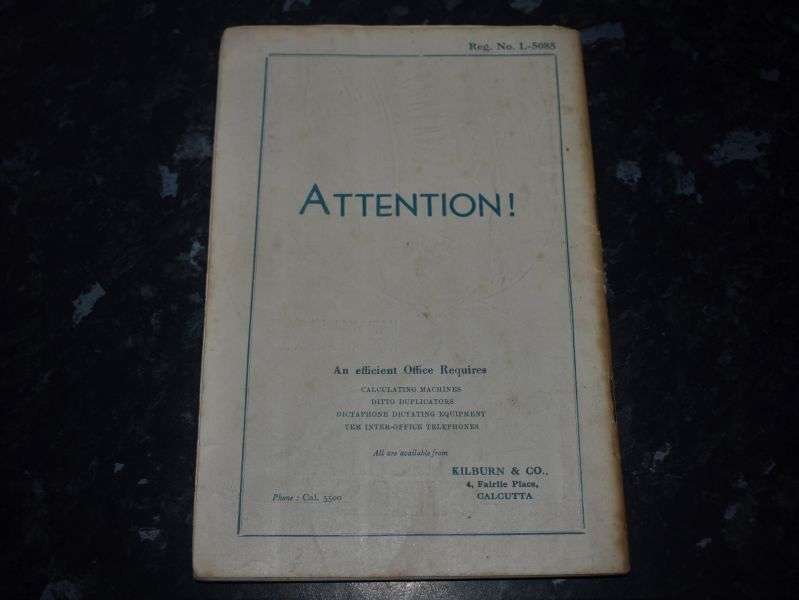 Reg. No. L-5085
ATTENTION!
An efficient Office Requires
CALCULATING MACHINES
DITTO DUPLICATORS
DICTAPHONE DICTATING EQUIPMENT
TEM INTER-OFFICE TELEPHONES
All are available from
KILBURN & CO.,
4, Fairlie Place,
CALCUTTA
Phone : Cal. 5500